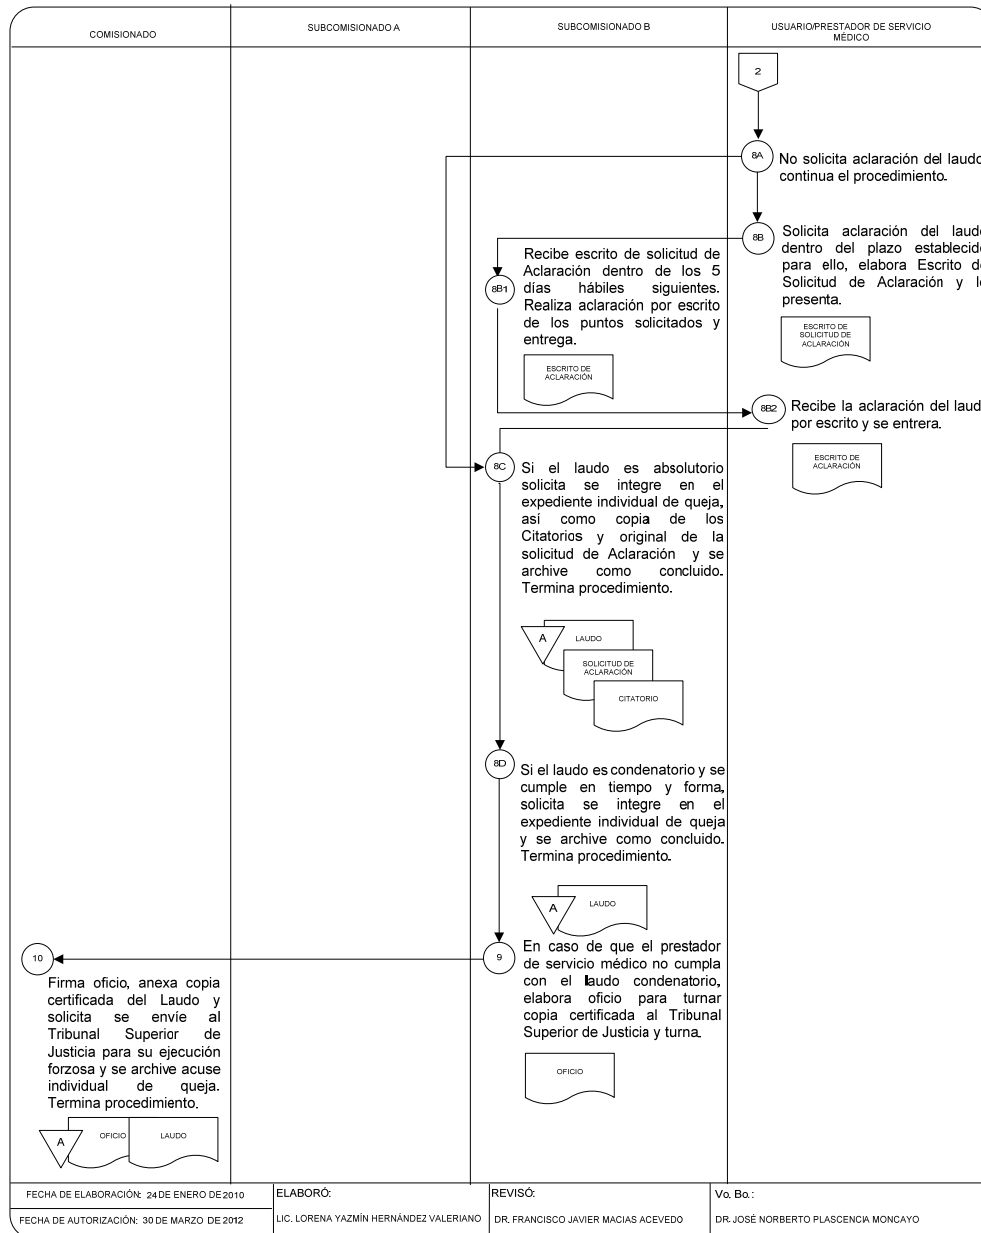 COMISIONADO
SUBCOMISIONADO A
SUBCOMISIONADO B
USUARIO/PRESTADOR DE SERVICIO
MÉDICO
2
8A
No solicita aclaración del laudo
continua el procedimiento.
8B
Solicita aclaración del laudo
dentro del plazo establecido
para ello, elabora Escrito de
Solicitud de Aclaración y lo
presenta.
ESCRITO DE
SOLICITUD DE
ACLARACIÓN
8B1
Recibe escrito de solicitud de
Aclaración dentro de los 5
días hábiles siguientes.
Realiza aclaración por escrito
de los puntos solicitados y
entrega.
ESCRITO DE
ACLARACIÓN
8B2
Recibe la aclaración del laud
por escrito y se entrera.
ESCRITO DE
ACLARACIÓN
8C
Si el laudo es absolutorio
solicita se integre en el
expediente individual de queja,
así como copia de los
Citatorios y original de la
solicitud de Aclaración y se
archive como concluido.
Termina procedimiento.
A
LAUDO
SOLICITUD DE
ACLARACIÓN
CITATORIO
8D
Si el laudo es condenatorio y se
cumple en tiempo y forma,
solicita se integre en el
expediente individual de queja
y se archive como concluido.
Termina procedimiento.
A
LAUDO
9
En caso de que el prestador
de servicio médico no cumpla
con el laudo condenatorio,
elabora oficio para turnar
copia certificada al Tribunal
Superior de Justicia y turna.
OFICIO
10
Firma oficio, anexa copia
certificada del Laudo y
solicita se envíe al
Tribunal Superior de
Justicia para su ejecución
forzosa y se archive acuse
individual de queja.
Termina procedimiento.
A
OFICIO
LAUDO
FECHA DE ELABORACIÓN: 24 DE ENERO DE 2010
FECHA DE AUTORIZACIÓN: 30 DE MARZO DE 2012
ELABORÓ:
LIC. LORENA YAZMÍN HERNÁNDEZ VALERIANO
REVISÓ:
DR. FRANCISCO JAVIER MACIAS ACEVEDO
Vo. Bo.:
DR. JOSÉ NORBERTO PLASCENCIA MONCAYO